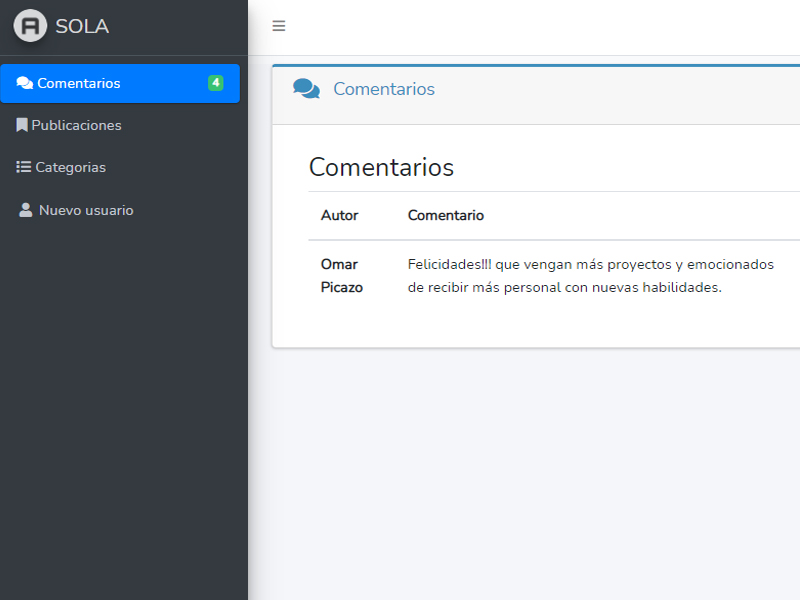 SOLA
Comentarios 4
Publicaciones
Categorias
Nuevo usuario
Comentarios
Comentarios
Autor Comentario
Omar Picazo
Felicidades!!! que vengan más proyectos y emocionados
de recibir más personal con nuevas habilidades.